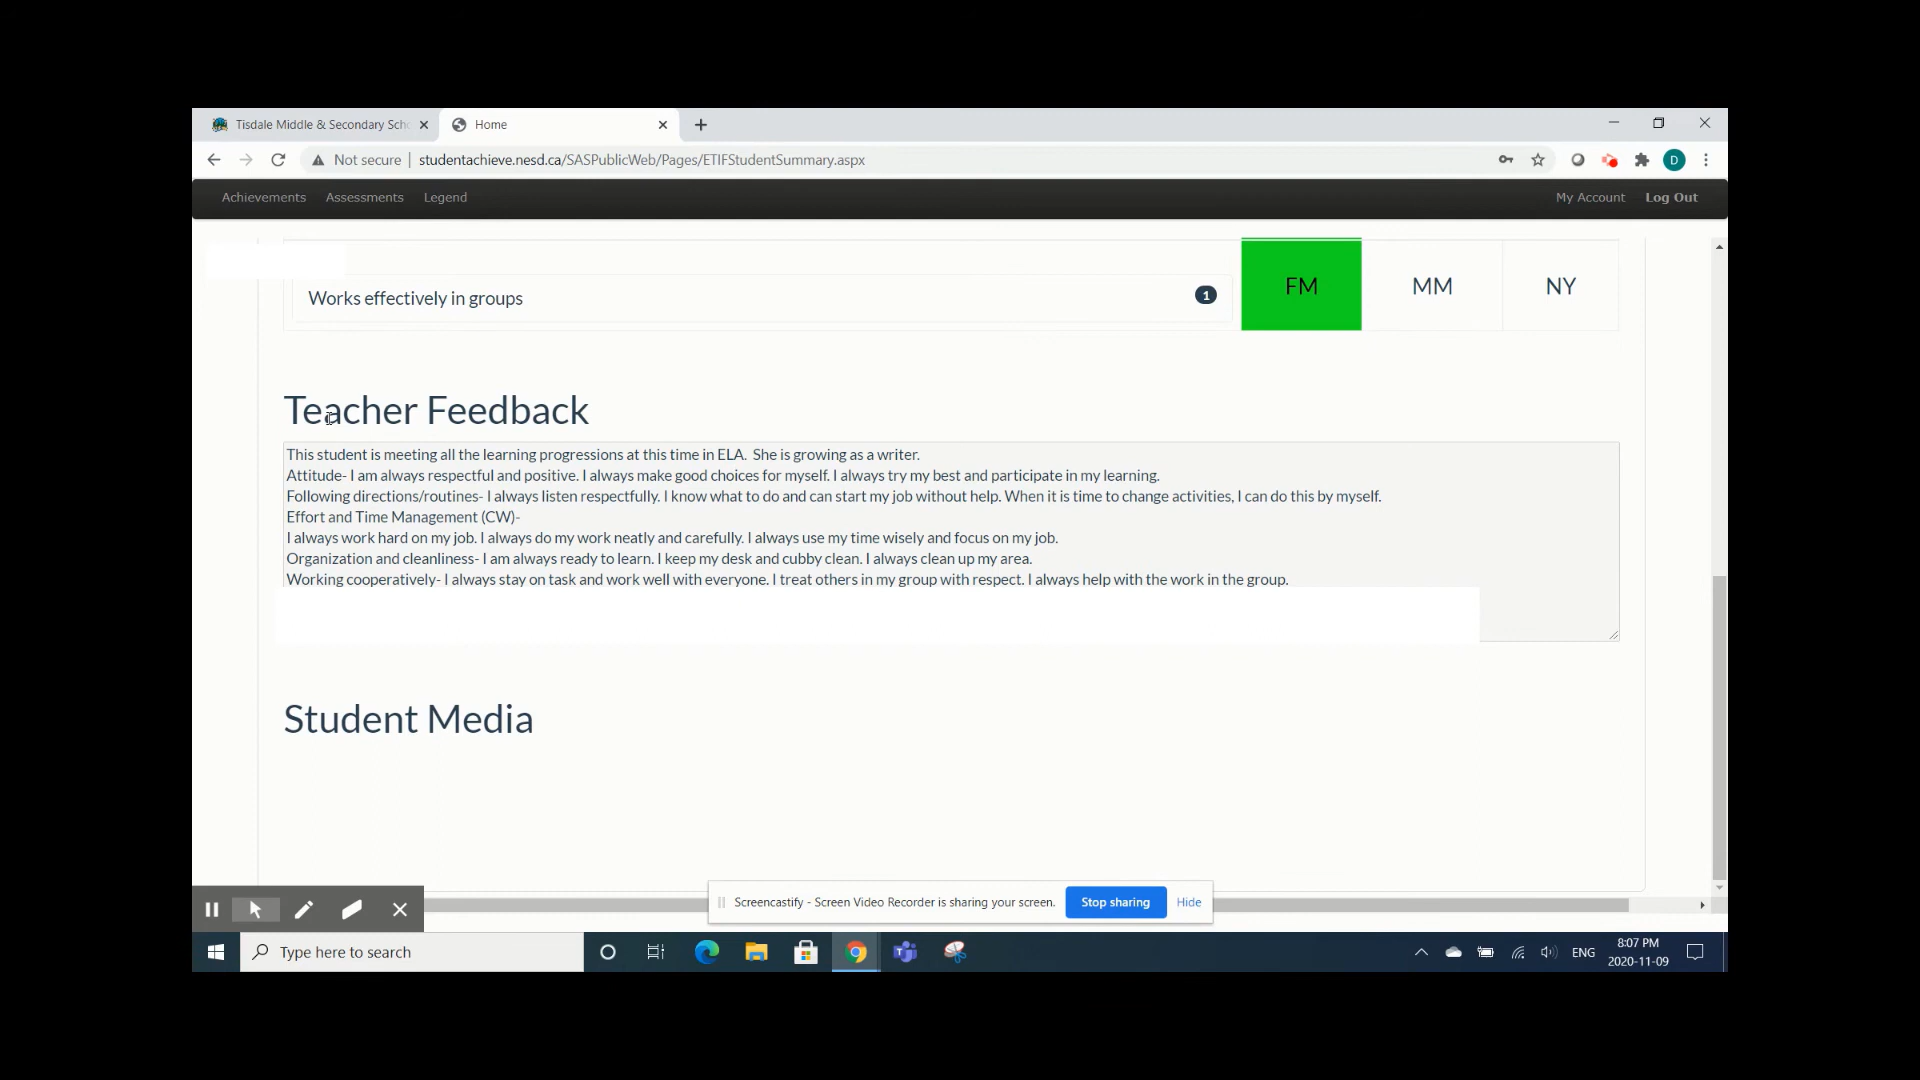 Tisdale Middle & Secondary Scho
Home
Not secure
studentachieve.nesd.ca/SASPublicWeb/Pages/ETIFStudentSummary.aspx
D
Achievements
Assessments
Legend
My Account
Log Out
Works effectively in groups
1
FM
MM
NY
Teacher Feedback
This student is meeting all the learning progressions at this time in ELA.  She is growing as a writer.
Attitude- I am always respectful and positive. I always make good choices for myself. I always try my best and participate in my learning.
Following directions/routines- I always listen respectfully. I know what to do and can start my job without help. When it is time to change activities, I can do this by myself.
Effort and Time Management (CW)-
I always work hard on my job. I always do my work neatly and carefully. I always use my time wisely and focus on my job.
Organization and cleanliness- I am always ready to learn. I keep my desk and cubby clean. I always clean up my area.
Working cooperatively- I always stay on task and work well with everyone. I treat others in my group with respect. I always help with the work in the group.
Student Media
Screencastify - Screen Video Recorder is sharing your screen.
Stop sharing
Hide
Type here to search
ENG
8:07 PM
2020-11-09